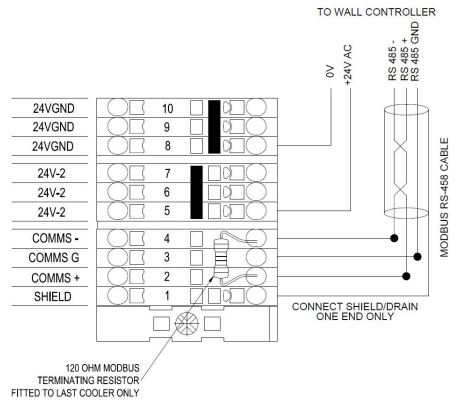 TO WALL CONTROLLER
0V
+24V AC
RS 485 -
RS 485 +
RS 485 GND
24VGND 10
24VGND 9
24VGND 8
24V-2 7
24V-2 6
24V-2 5
COMMS - 4
COMMS G 3
COMMS + 2
SHIELD 1
MODBUS RS-458 CABLE
CONNECT SHIELD/DRAIN
ONE END ONLY
120 OHM MODBUS
TERMINATING RESISTOR
FITTED TO LAST COOLER ONLY